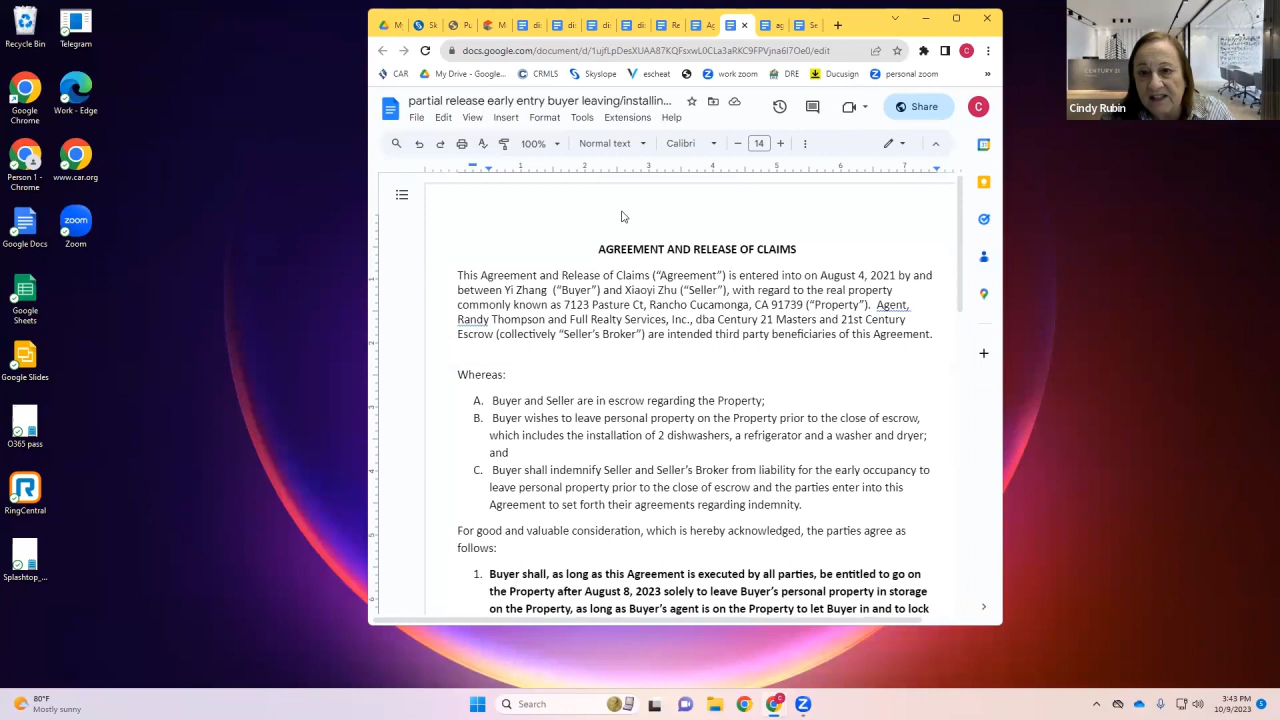 Recycle Bin
Telegram
Google Chrome
Work - Edge
Person 1 - Chrome
www.car.org
Google Docs
Zoom
zoom
Google Sheets
Google Slides
O365 pass
RingCentral
Splashtop_...
docs.google.com/document/d/1ujfLpDesXUAA87KQFsxwL0CLa3aRKC9FPVjna6I7Oe0/edit
CAR
My Drive - Google...
CRMLS
Skyslope
escheat
work zoom
DRE
Ducusign
personal zoom
»
partial release early entry buyer leaving/installin...
File Edit View Insert Format Tools Extensions Help
Share
C
100% Normal text Calibri 14
1 2 3 4 5 6 7
AGREEMENT AND RELEASE OF CLAIMS
This Agreement and Release of Claims (“Agreement”) is entered into on August 4, 2021 by and
between Yi Zhang (“Buyer”) and Xiaoyi Zhu (“Seller”), with regard to the real property
commonly known as 7123 Pasture Ct, Rancho Cucamonga, CA 91739 (“Property”). Agent,
Randy Thompson and Full Realty Services, Inc., dba Century 21 Masters and 21st Century
Escrow (collectively “Seller’s Broker”) are intended third party beneficiaries of this Agreement.
Whereas:
A. Buyer and Seller are in escrow regarding the Property;
B. Buyer wishes to leave personal property on the Property prior to the close of escrow,
which includes the installation of 2 dishwashers, a refrigerator and a washer and dryer;
and
C. Buyer shall indemnify Seller and Seller’s Broker from liability for the early occupancy to
leave personal property prior to the close of escrow and the parties enter into this
Agreement to set forth their agreements regarding indemnity.
For good and valuable consideration, which is hereby acknowledged, the parties agree as
follows:
1. Buyer shall, as long as this Agreement is executed by all parties, be entitled to go on
the Property after August 8, 2023 solely to leave Buyer’s personal property in storage
on the Property, as long as Buyer’s agent is on the Property to let Buyer in and to lock
CENTURY 21
Cindy Rubin
80°F
Mostly sunny
Search
3:43 PM
10/9/2023